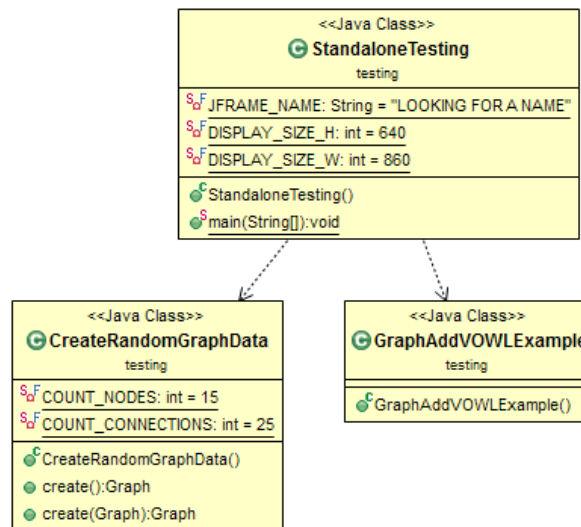 <<Java Class>>
StandaloneTesting
testing
JFRAME_NAME: String = "LOOKING FOR A NAME"
DISPLAY_SIZE_H: int = 640
DISPLAY_SIZE_W: int = 860
StandaloneTesting()
main(String[]):void
<<Java Class>>
CreateRandomGraphData
testing
COUNT_NODES: int = 15
COUNT_CONNECTIONS: int = 25
CreateRandomGraphData()
create():Graph
create(Graph):Graph
<<Java Class>>
GraphAddVOWLExample
testing
GraphAddVOWLExample()